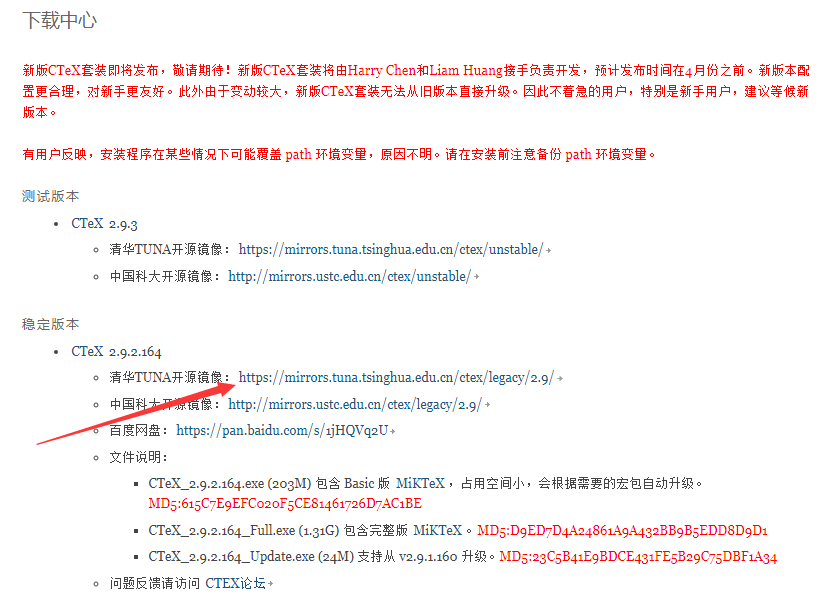 下载中心
新版CTeX套装即将发布，敬请期待！新版CTeX套装将由Harry Chen和Liam Huang接手负责开发，预计发布时间在4月份之前。新版本配
置更合理，对新手更友好。此外由于变动较大，新版CTeX套装无法从旧版本直接升级。因此不着急的用户，特别是新手用户，建议等候新
版本。
有用户反映，安装程序在某些情况下可能覆盖 path 环境变量，原因不明。请在安装前注意备份 path 环境变量。
测试版本
CTeX 2.9.3
清华TUNA开源镜像： https://mirrors.tuna.tsinghua.edu.cn/ctex/unstable/
中国科大开源镜像： http://mirrors.ustc.edu.cn/ctex/unstable/
稳定版本
CTeX 2.9.2.164
清华TUNA开源镜像： https://mirrors.tuna.tsinghua.edu.cn/ctex/legacy/2.9/
中国科大开源镜像： http://mirrors.ustc.edu.cn/ctex/legacy/2.9/
百度网盘： https://pan.baidu.com/s/1jHQVq2U
文件说明：
CTeX_2.9.2.164.exe (203M) 包含 Basic 版 MiKTeX ，占用空间小，会根据需要的宏包自动升级。
MD5:615C7E9EFC020F5CE81461726D7AC1BE
CTeX_2.9.2.164_Full.exe (1.31G) 包含完整版 MiKTeX 。 MD5:D9ED7D4A24861A9A432BB9B5EDD8D9D1
CTeX_2.9.2.164_Update.exe (24M) 支持从 v2.9.1.160 升级。 MD5:23C5B41E9BDCE431FE5B29C75DBF1A34
问题反馈请访问 CTEX论坛